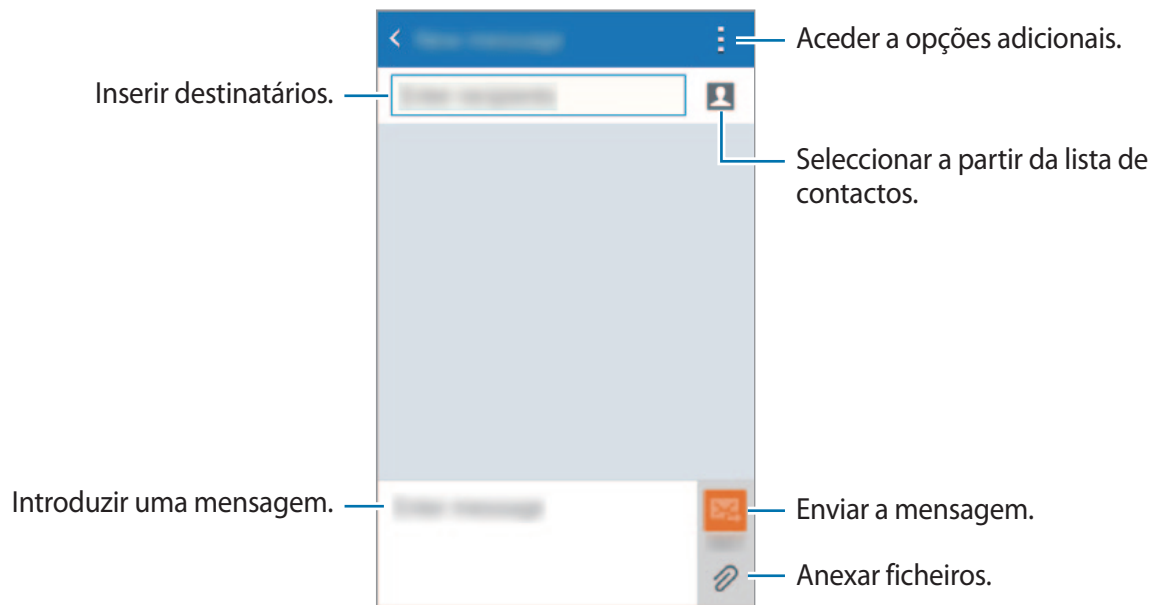 Aceder a opções adicionais.
Inserir destinatários.
Seleccionar a partir da lista de
contactos.
Introduzir uma mensagem.
Enviar a mensagem.
Anexar ficheiros.